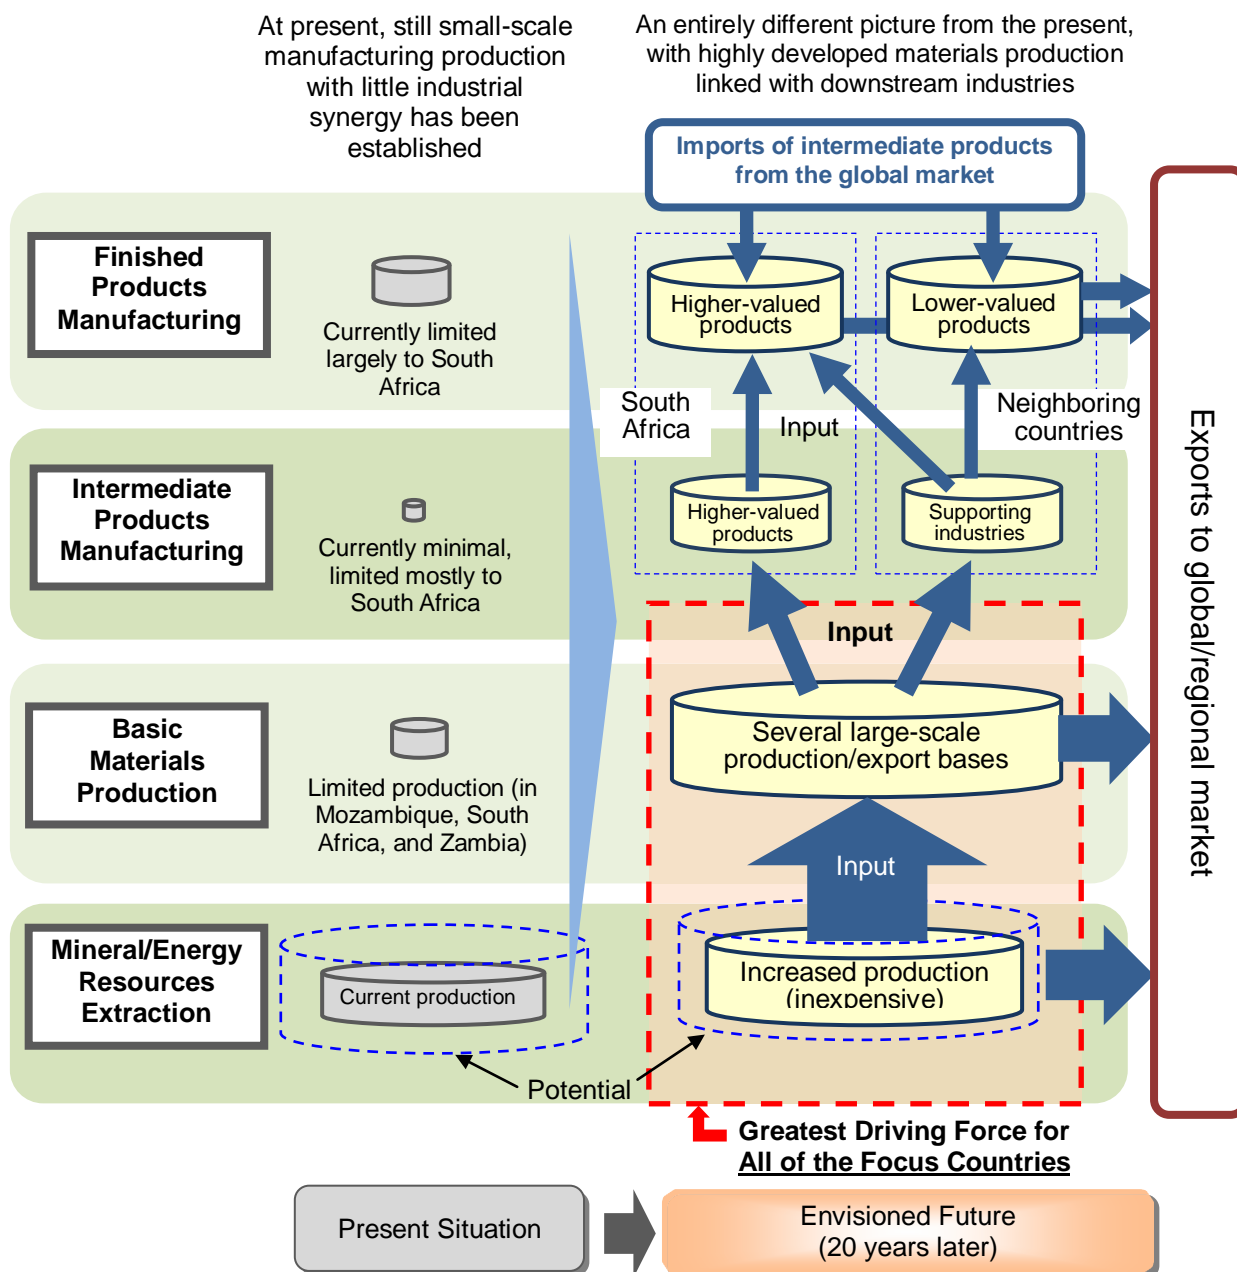 At present, still small-scale
manufacturing production
with little industrial
synergy has been
established
An entirely different picture from the present,
with highly developed materials production
linked with downstream industries
Imports of intermediate products
from the global market
Finished
Products
Manufacturing
Currently limited
largely to South
Africa
Higher-valued
products
Lower-valued
products
South
Africa
Input
Neighboring
countries
Intermediate
Products
Manufacturing
Currently minimal,
limited mostly to
South Africa
Higher-valued
products
Supporting
industries
Input
Basic
Materials
Production
Limited production (in
Mozambique, South
Africa, and Zambia)
Several large-scale
production/export bases
Input
Mineral/Energy
Resources
Extraction
Current production
Increased production
(inexpensive)
Potential
Exports to global/regional market
Greatest Driving Force for
All of the Focus Countries
Present Situation
Envisioned Future
(20 years later)